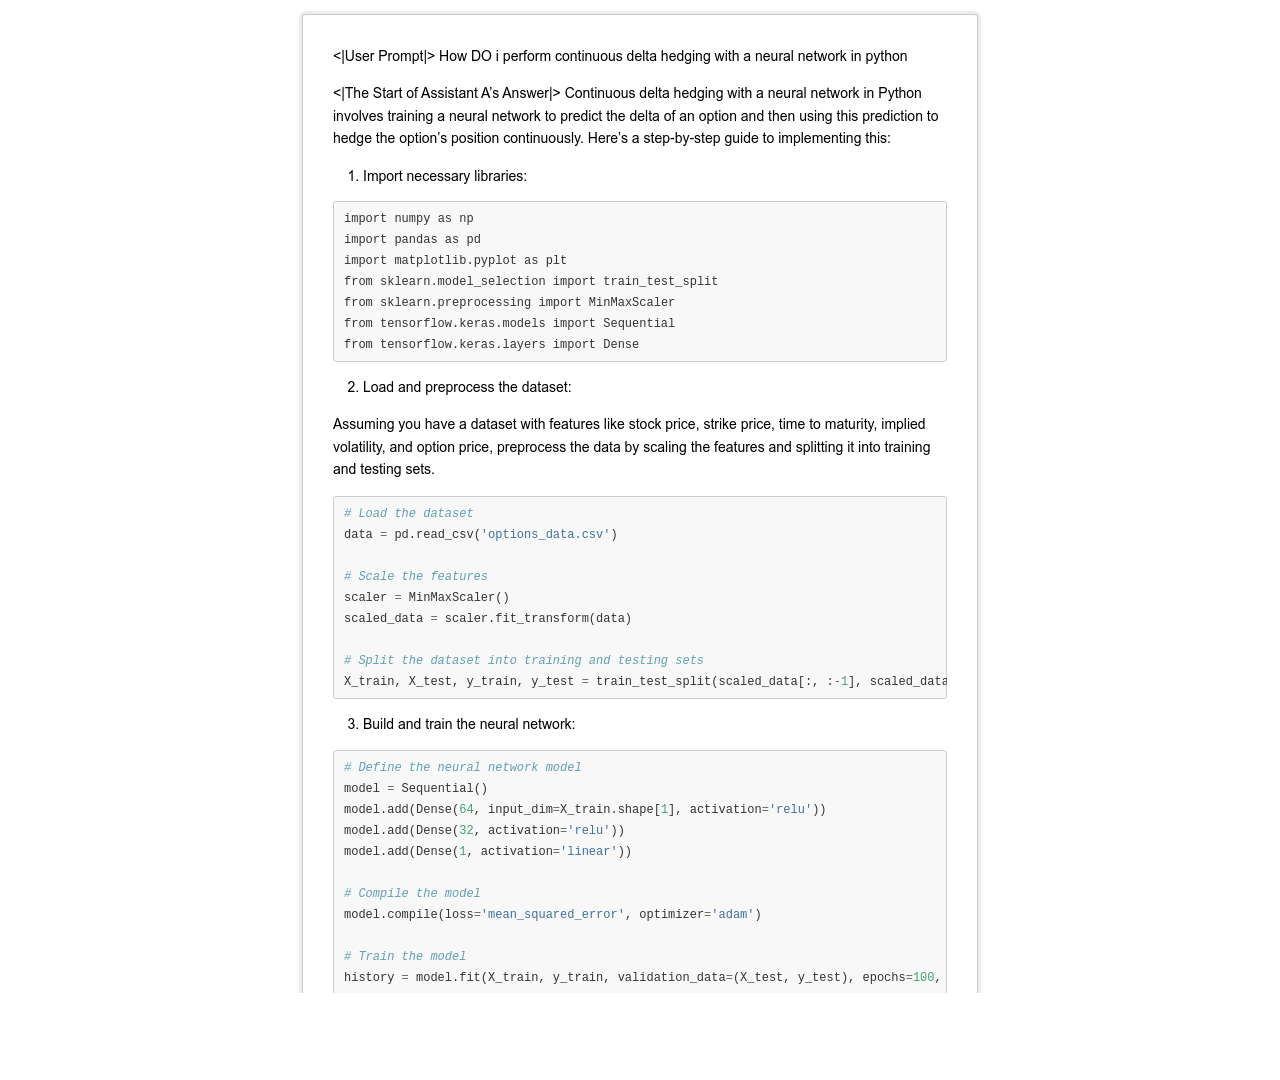 <|User Prompt|> How DO i perform continuous delta hedging with a neural network in python
<|The Start of Assistant A’s Answer|> Continuous delta hedging with a neural network in Python
involves training a neural network to predict the delta of an option and then using this prediction to
hedge the option’s position continuously. Here’s a step-by-step guide to implementing this:
1. Import necessary libraries:
import numpy as np
import pandas as pd
import matplotlib.pyplot as plt
from sklearn.model_selection import train_test_split
from sklearn.preprocessing import MinMaxScaler
from tensorflow.keras.models import Sequential
from tensorflow.keras.layers import Dense
2. Load and preprocess the dataset:
Assuming you have a dataset with features like stock price, strike price, time to maturity, implied
volatility, and option price, preprocess the data by scaling the features and splitting it into training
and testing sets.
# Load the dataset
data = pd.read_csv('options_data.csv')
# Scale the features
scaler = MinMaxScaler()
scaled_data = scaler.fit_transform(data)
# Split the dataset into training and testing sets
X_train, X_test, y_train, y_test = train_test_split(scaled_data[:, :-1], scaled_data
3. Build and train the neural network:
# Define the neural network model
model = Sequential()
model.add(Dense(64, input_dim=X_train.shape[1], activation='relu'))
model.add(Dense(32, activation='relu'))
model.add(Dense(1, activation='linear'))
# Compile the model
model.compile(loss='mean_squared_error', optimizer='adam')
# Train the model
history = model.fit(X_train, y_train, validation_data=(X_test, y_test), epochs=100,